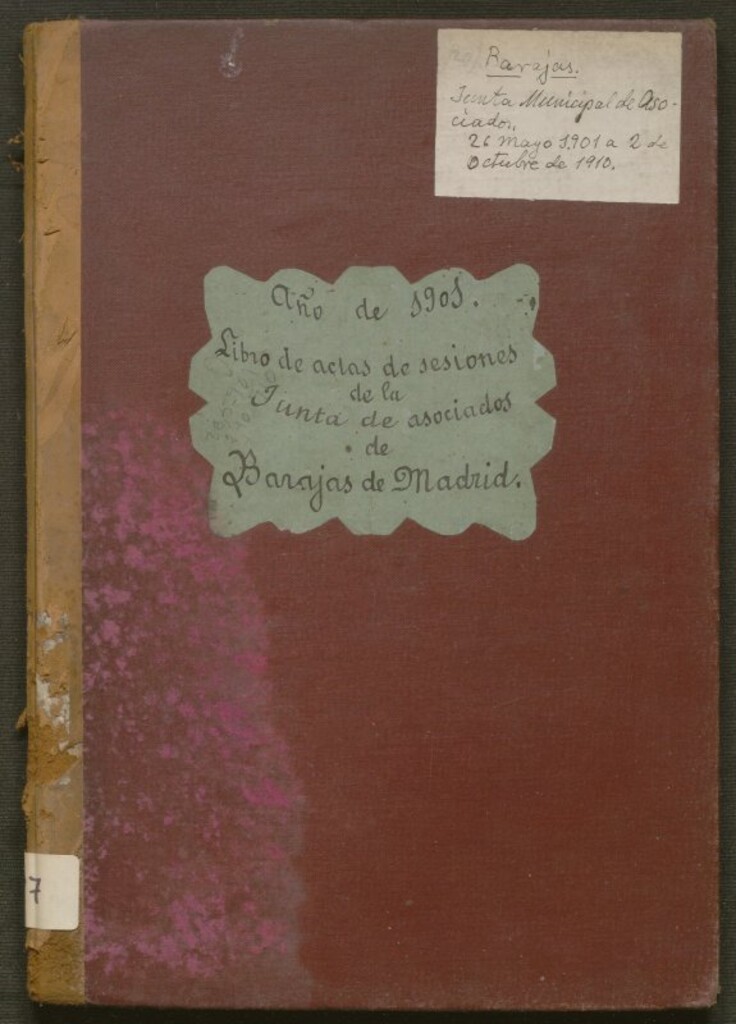 Barajas.
Junta Municipal de Aso-
ciados,
26 mayo 1901 a 2 de
Octubre de 1910.
Año de 1901.
Libro de actas de sesiones
de la
Junta de asociados
de
Barajas de Madrid.
7